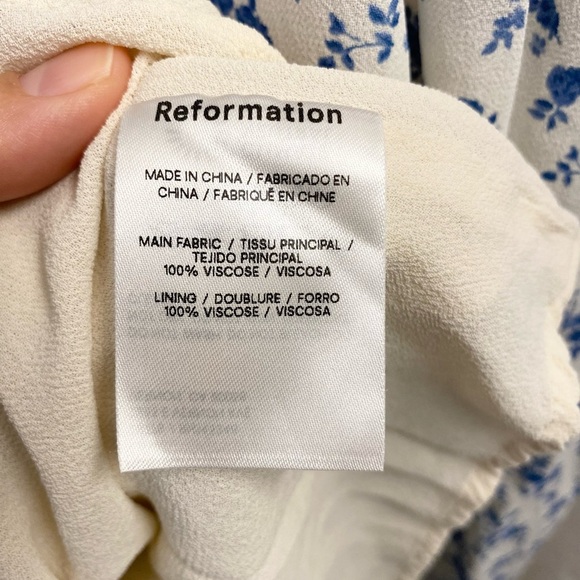 Reformation
MADE IN CHINA / FABRICADO EN
CHINA / FABRIQUĒ EN CHINE
MAIN FABRIC / TISSU PRINCIPAL /
TEJIDO PRINCIPAL
100% VISCOSE / VISCOSA
LINING / DOUBLURE / FORRO
100% VISCOSE / VISCOSA